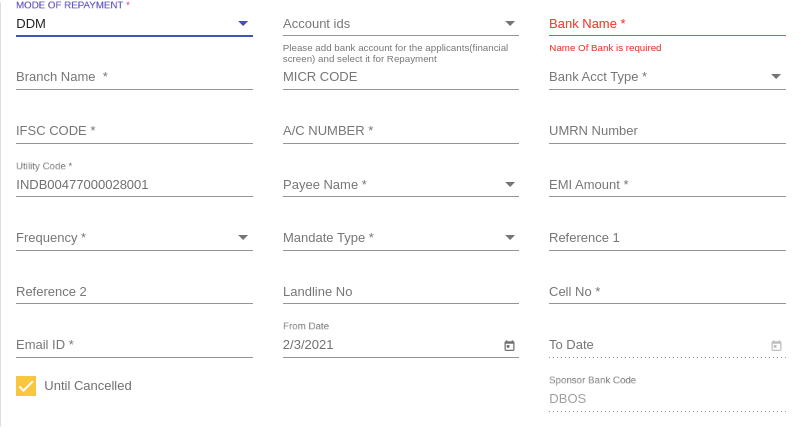 MODE OF REPAYMENT *
DDM
Account ids
Bank Name *
Please add bank account for the applicants(financial
screen) and select it for Repayment
Name Of Bank is required
Branch Name *
MICR CODE
Bank Acct Type *
IFSC CODE *
A/C NUMBER *
UMRN Number
Utility Code *
INDB00477000028001
Payee Name *
EMI Amount *
Frequency *
Mandate Type *
Reference 1
Reference 2
Landline No
Cell No *
Email ID *
From Date
2/3/2021
To Date
Until Cancelled
Sponsor Bank Code
DBOS